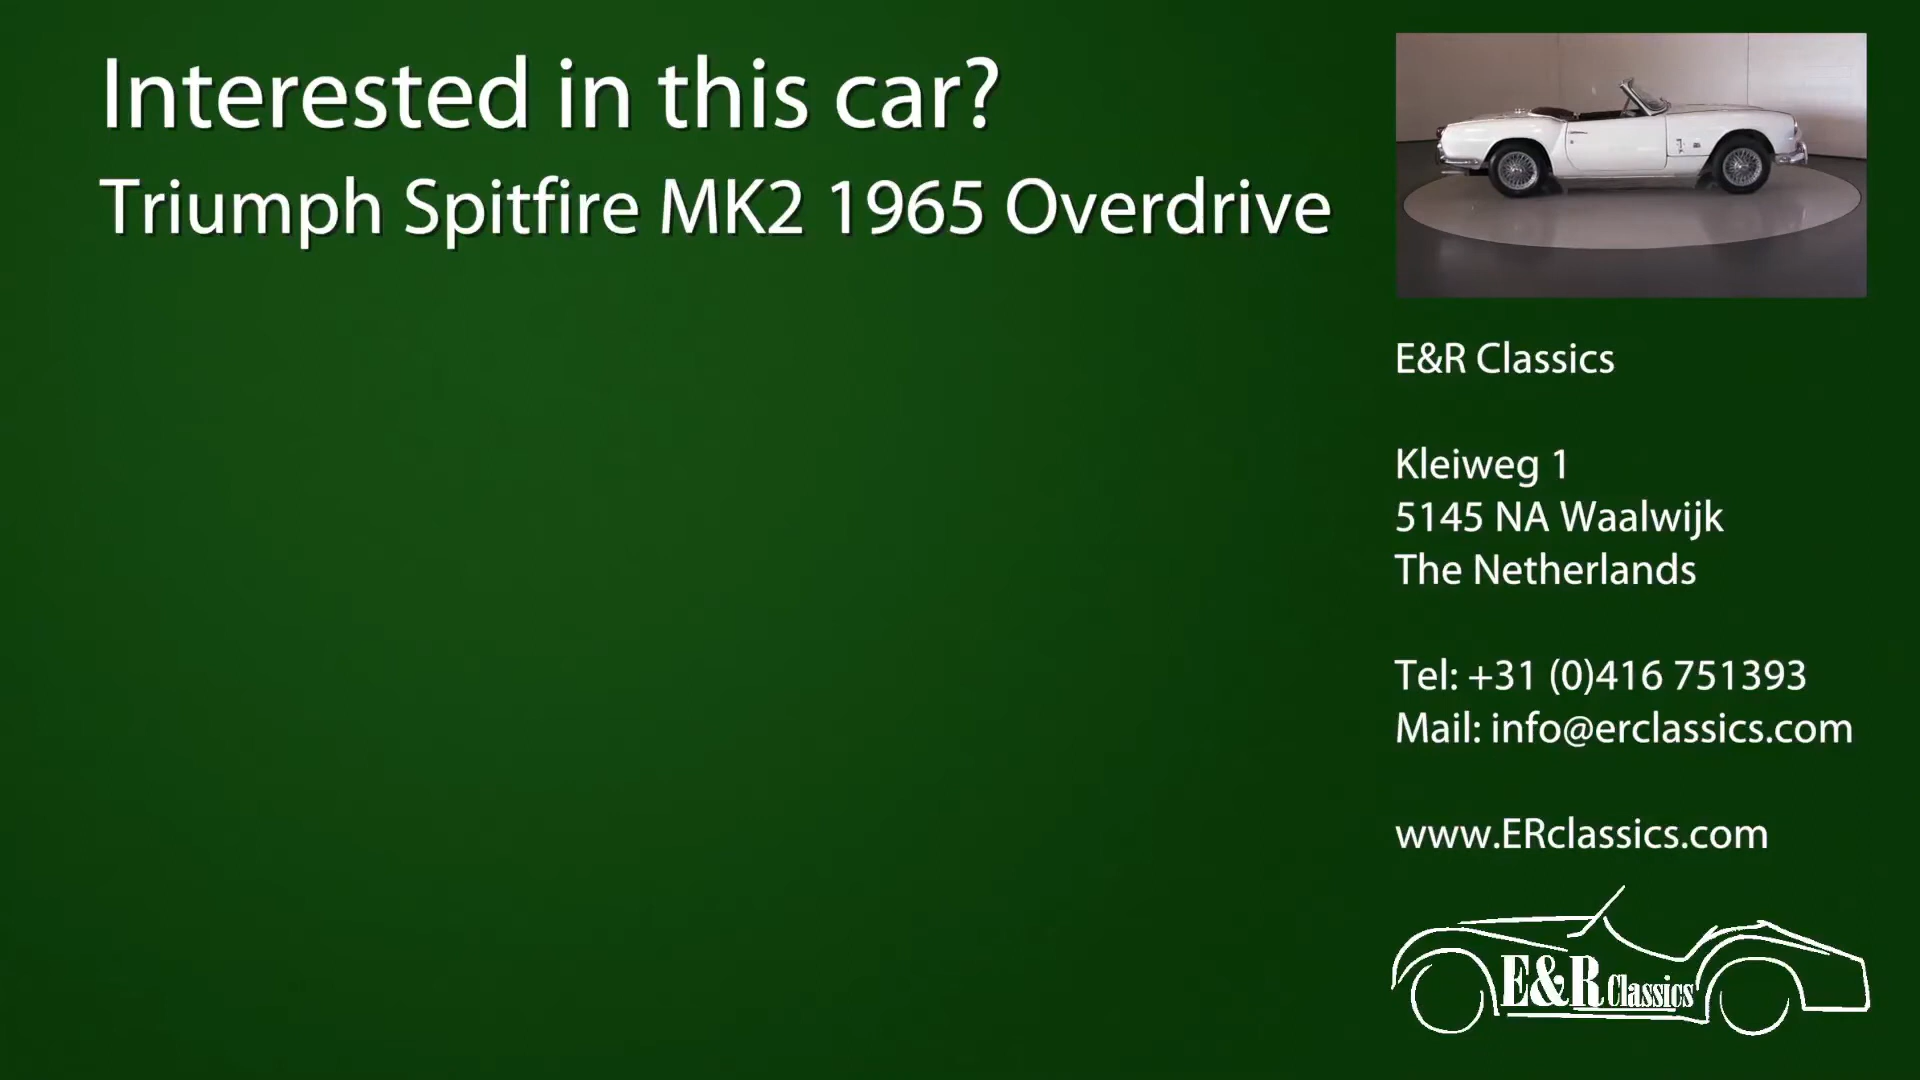 Interested in this car?
Triumph Spitfire MK2 1965 Overdrive
E&R Classics
Kleiweg 1
5145 NA Waalwijk
The Netherlands
Tel: +31 (0)416 751393
Mail: info@erclassics.com
www.ERclassics.com
E&R Classics